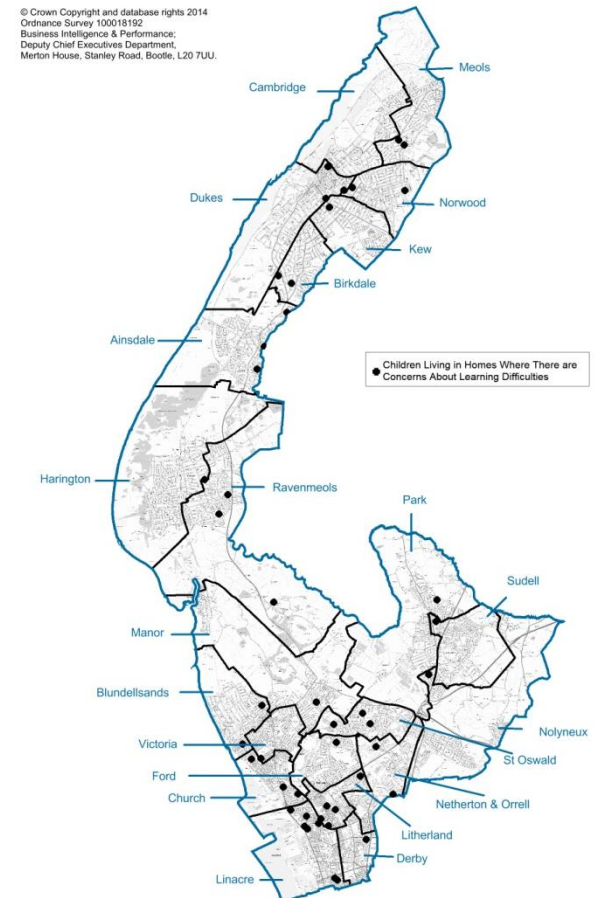 © Crown Copyright and database rights 2014
Ordnance Survey 100018192
Business Intelligence & Performance;
Deputy Chief Executives Department,
Merton House, Stanley Road, Bootle, L20 7UU.
Meols
Cambridge
Dukes
Norwood
Kew
Birkdale
Ainsdale
Children Living in Homes Where There are
Concerns About Learning Difficulties
Harington
Ravenmeols
Park
Sudell
Manor
Blundellsands
Nolyneux
Victoria
St Oswald
Ford
Church
Netherton & Orrell
Litherland
Derby
Linacre